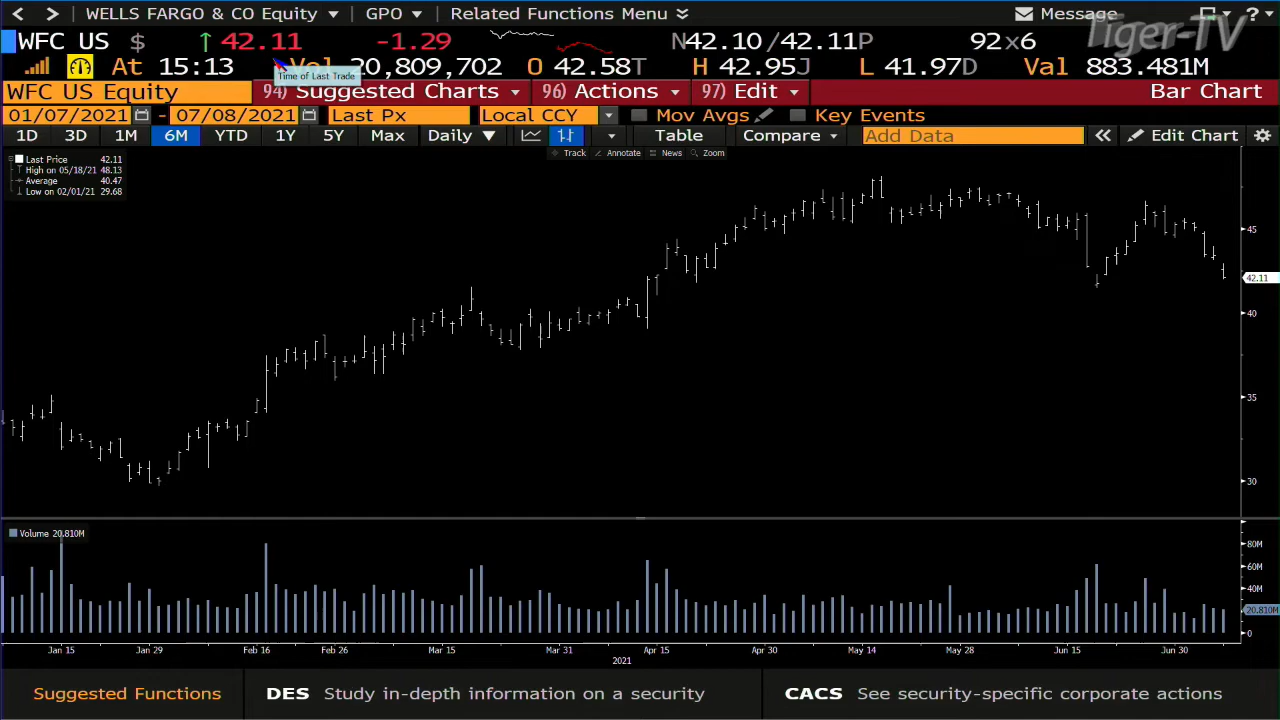 WELLS FARGO & CO Equity GPO Related Functions Menu Message ?
Tiger-TV
WFC US $ ↑ 42.11 -1.29 N42.10 / 42.11P 92 x 6
At 15:13 Vol 20,809,702 O 42.58T H 42.95J L 41.97D Val 883.481M
Time of Last Trade
WFC US Equity 94) Suggested Charts 96) Actions 97) Edit Bar Chart
01/07/2021 - 07/08/2021 Last Px Local CCY Mov Avgs Key Events
1D 3D 1M 6M YTD 1Y 5Y Max Daily ▼ Table Compare Add Data « Edit Chart
Track Annotate News Zoom
Last Price 42.11
High on 05/18/21 48.13
Average 40.47
Low on 02/01/21 29.68
45
42.11
40
35
30
Volume 20.810M
80M
60M
40M
20.810M
0
Jan 15 Jan 29 Feb 16 Feb 26 Mar 15 Mar 31 Apr 15 Apr 30 May 14 May 28 Jun 15 Jun 30
2021
Suggested Functions DES Study in-depth information on a security CACS See security-specific corporate actions